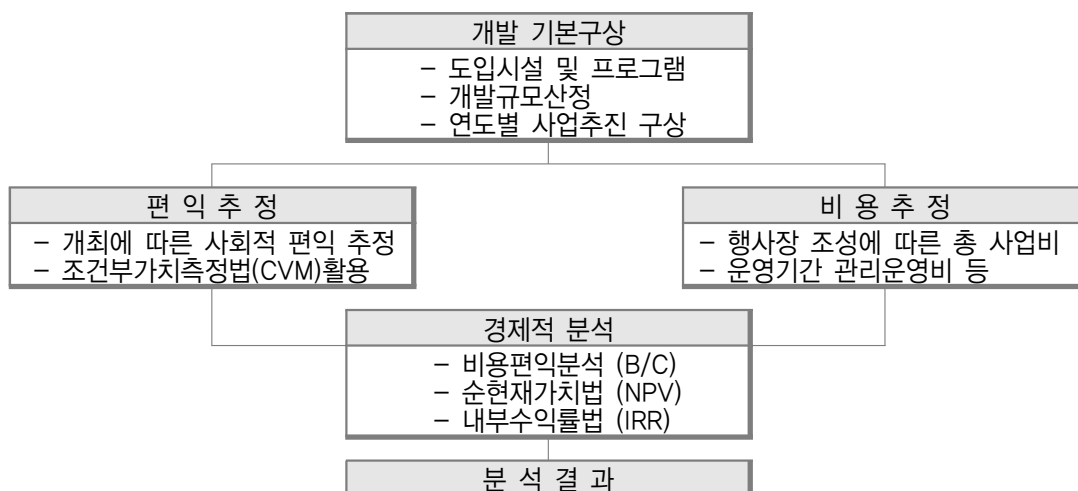 개발 기본구상
– 도입시설 및 프로그램
– 개발규모산정
– 연도별 사업추진 구상
편 익 추 정
– 개최에 따른 사회적 편익 추정
– 조건부가치측정법(CVM)활용
비 용 추 정
– 행사장 조성에 따른 총 사업비
– 운영기간 관리운영비 등
경제적 분석
– 비용편익분석 (B/C)
– 순현재가치법 (NPV)
– 내부수익률법 (IRR)
분 석 결 과